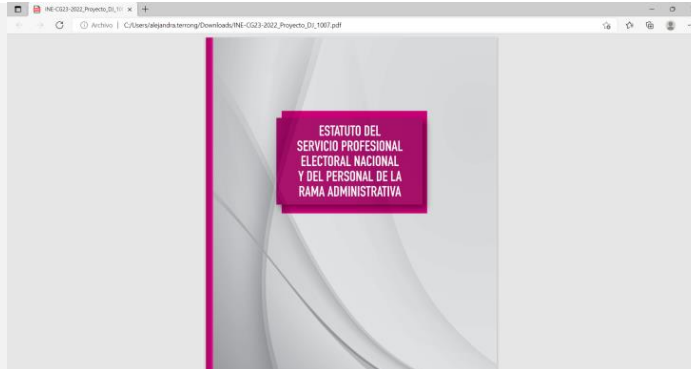 INE-CG23-2022_Proyecto_DJ_10
Archivo | C:/Users/alejandra.terrong/Downloads/INE-CG23-2022_Proyecto_DJ_1007.pdf
ESTATUTO DEL
SERVICIO PROFESIONAL
ELECTORAL NACIONAL
Y DEL PERSONAL DE LA
RAMA ADMINISTRATIVA